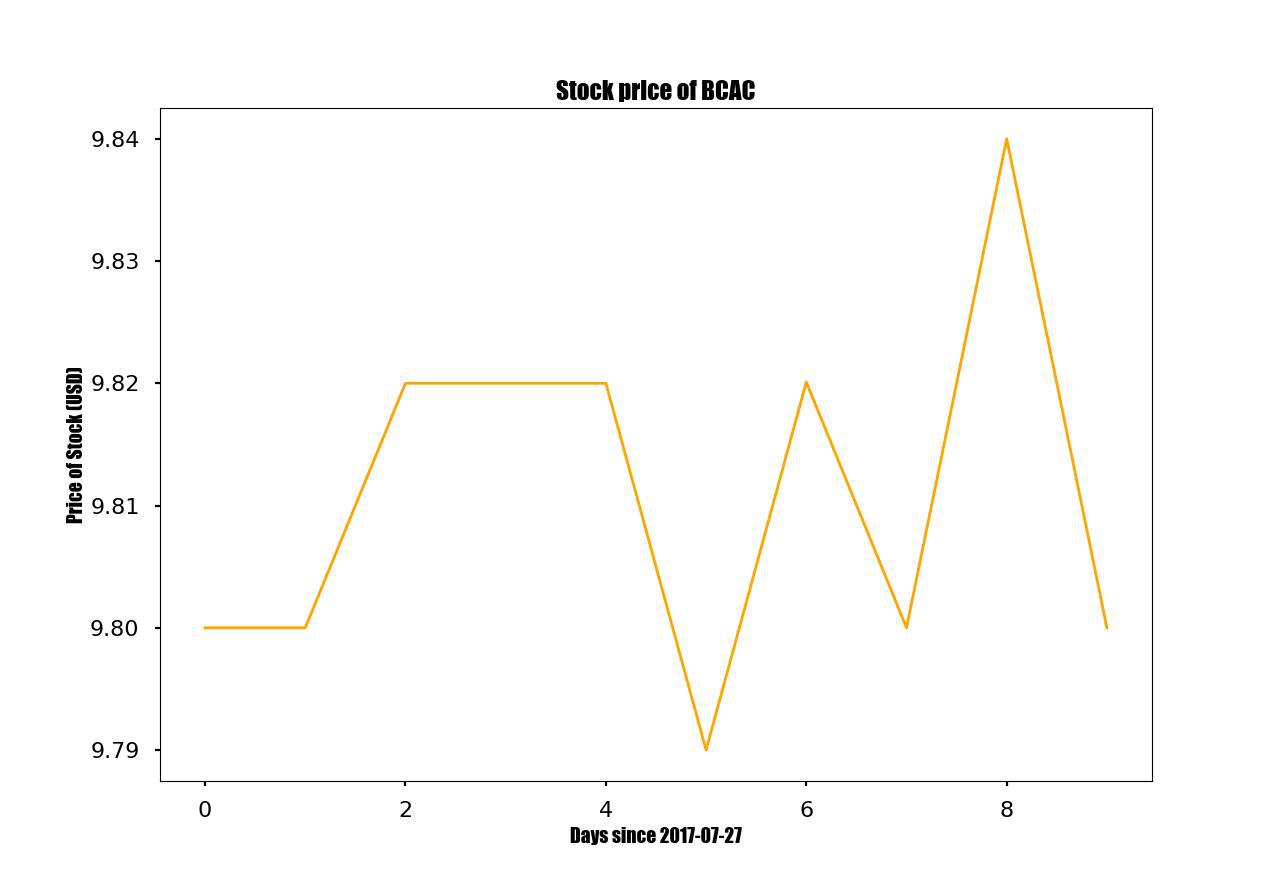 Stock price of BCAC
9.84
9.83
9.82
9.81
9.80
9.79
Price of Stock (USD)
0 2 4 6 8
Days since 2017-07-27